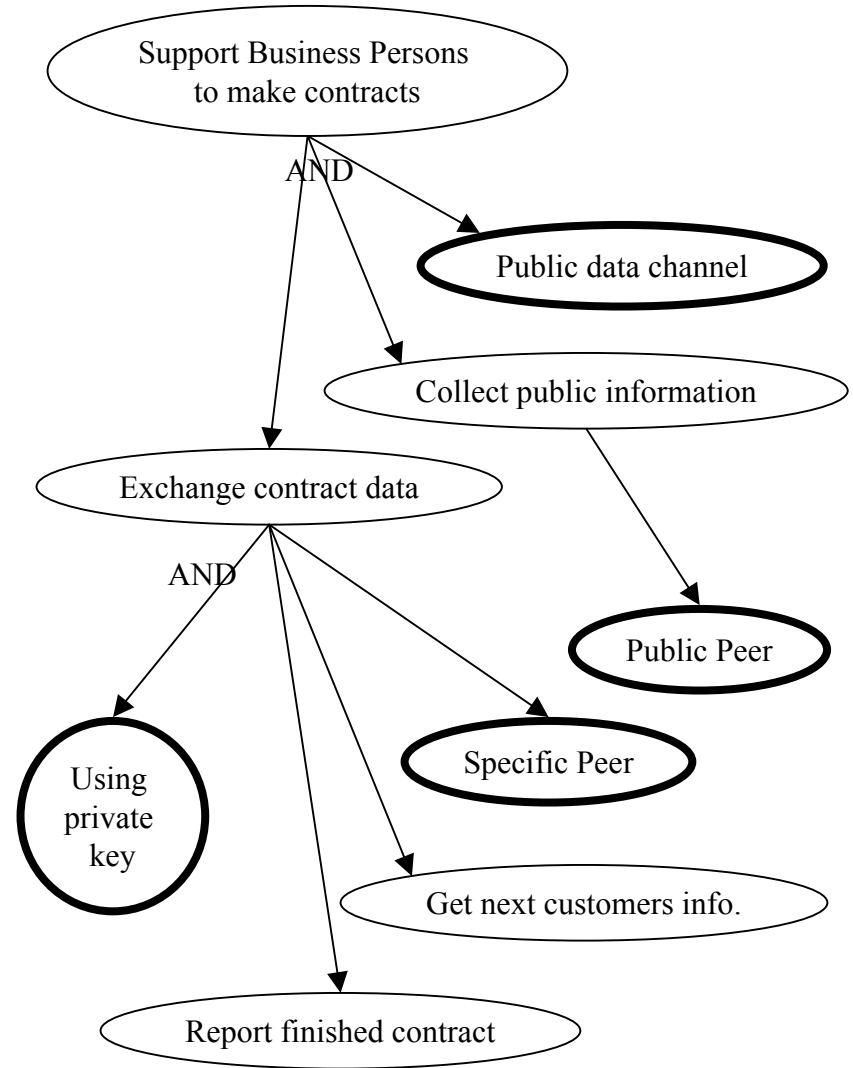 Support Business Persons
to make contracts
AND
Public data channel
Collect public information
Exchange contract data
AND
Public Peer
Specific Peer
Using
private
key
Get next customers info.
Report finished contract